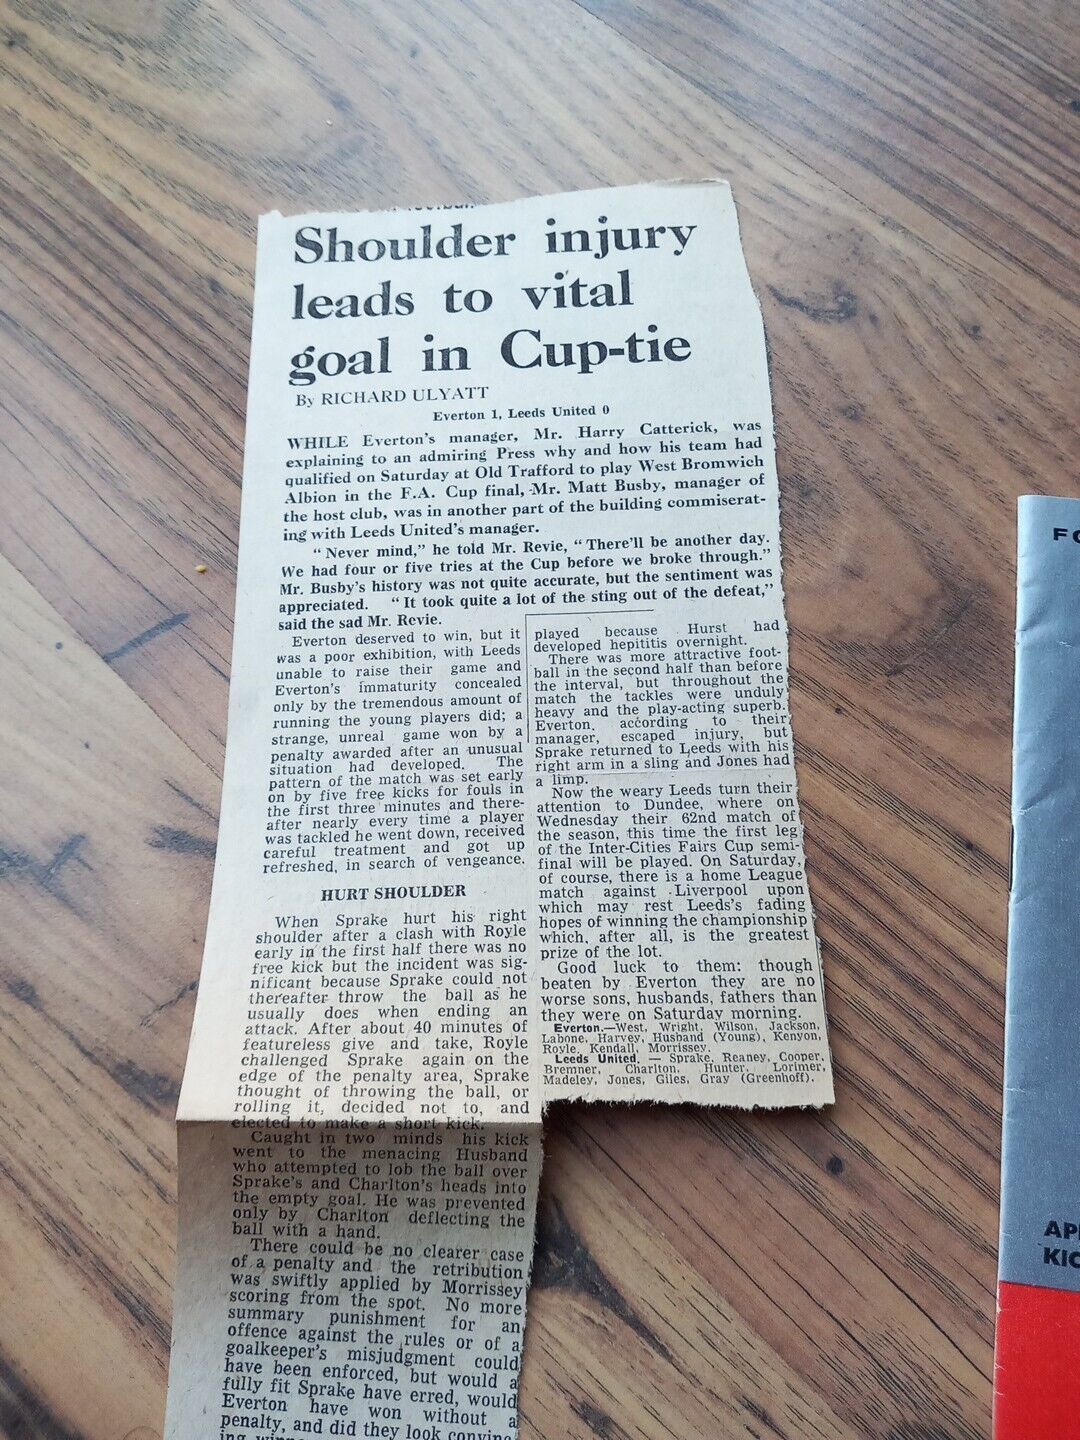 Shoulder injury
leads to vital
goal in Cup-tie
By RICHARD ULYATT
Everton 1, Leeds United 0
WHILE Everton's manager, Mr. Harry Catterick, was
explaining to an admiring Press why and how his team had
qualified on Saturday at Old Trafford to play West Bromwich
Albion in the F.A. Cup final, Mr. Matt Busby, manager of
the host club, was in another part of the building commiserat-
ing with Leeds United's manager.
"Never mind," he told Mr. Revie, "There'll be another day.
We had four or five tries at the Cup before we broke through."
Mr. Busby's history was not quite accurate, but the sentiment was
appreciated. "It took quite a lot of the sting out of the defeat,"
said the sad Mr. Revie.
Everton deserved to win, but it
was a poor exhibition, with Leeds
unable to raise their game and
Everton's immaturity concealed
only by the tremendous amount of
running the young players did; a
strange, unreal game won by a
penalty awarded after an unusual
situation had developed. The
pattern of the match was set early
on by five free kicks for fouls in
the first three minutes and there-
after nearly every time a player
was tackled he went down, received
careful treatment and got up
refreshed, in search of vengeance.
HURT SHOULDER
When Sprake hurt his right
shoulder after a clash with Royle
early in the first half there was no
free kick but the incident was sig-
nificant because Sprake could not
thereafter throw the ball as he
usually does when ending an
attack. After about 40 minutes of
featureless give and take, Royle
challenged Sprake again on the
edge of the penalty area, Sprake
thought of throwing the ball, or
rolling it, decided not to, and
elected to make a short kick.
Caught in two minds his kick
went to the menacing Husband
who attempted to lob the ball over
Sprake's and Charlton's heads into
the empty goal. He was prevented
only by Charlton deflecting the
ball with a hand.
There could be no clearer case
of a penalty and the retribution
was swiftly applied by Morrissey
scoring from the spot. No more
summary punishment for an
offence against the rules or of a
goalkeeper's misjudgment could
have been enforced, but would a
fully fit Sprake have erred, would
Everton have won without a
penalty, and did they look convinc-
played because Hurst had
developed hepititis overnight.
There was more attractive foot-
ball in the second half than before
the interval, but throughout the
match the tackles were unduly
heavy and the play-acting superb.
Everton, according to their
manager, escaped injury, but
Sprake returned to Leeds with his
right arm in a sling and Jones had
a limp.
Now the weary Leeds turn their
attention to Dundee, where on
Wednesday their 62nd match of
the season, this time the first leg
of the Inter-Cities Fairs Cup semi-
final will be played. On Saturday,
of course, there is a home League
match against Liverpool upon
which may rest Leeds's fading
hopes of winning the championship
which, after all, is the greatest
prize of the lot.
Good luck to them: though
beaten by Everton they are no
worse sons, husbands, fathers than
they were on Saturday morning.
Everton.—West, Wright, Wilson, Jackson,
Labone, Harvey, Husband (Young), Kenyon,
Royle, Kendall, Morrissey.
Leeds United. — Sprake, Reaney, Cooper,
Bremner, Charlton, Hunter, Lorimer,
Madeley, Jones, Giles, Gray (Greenhoff).
FO
AP
KIC